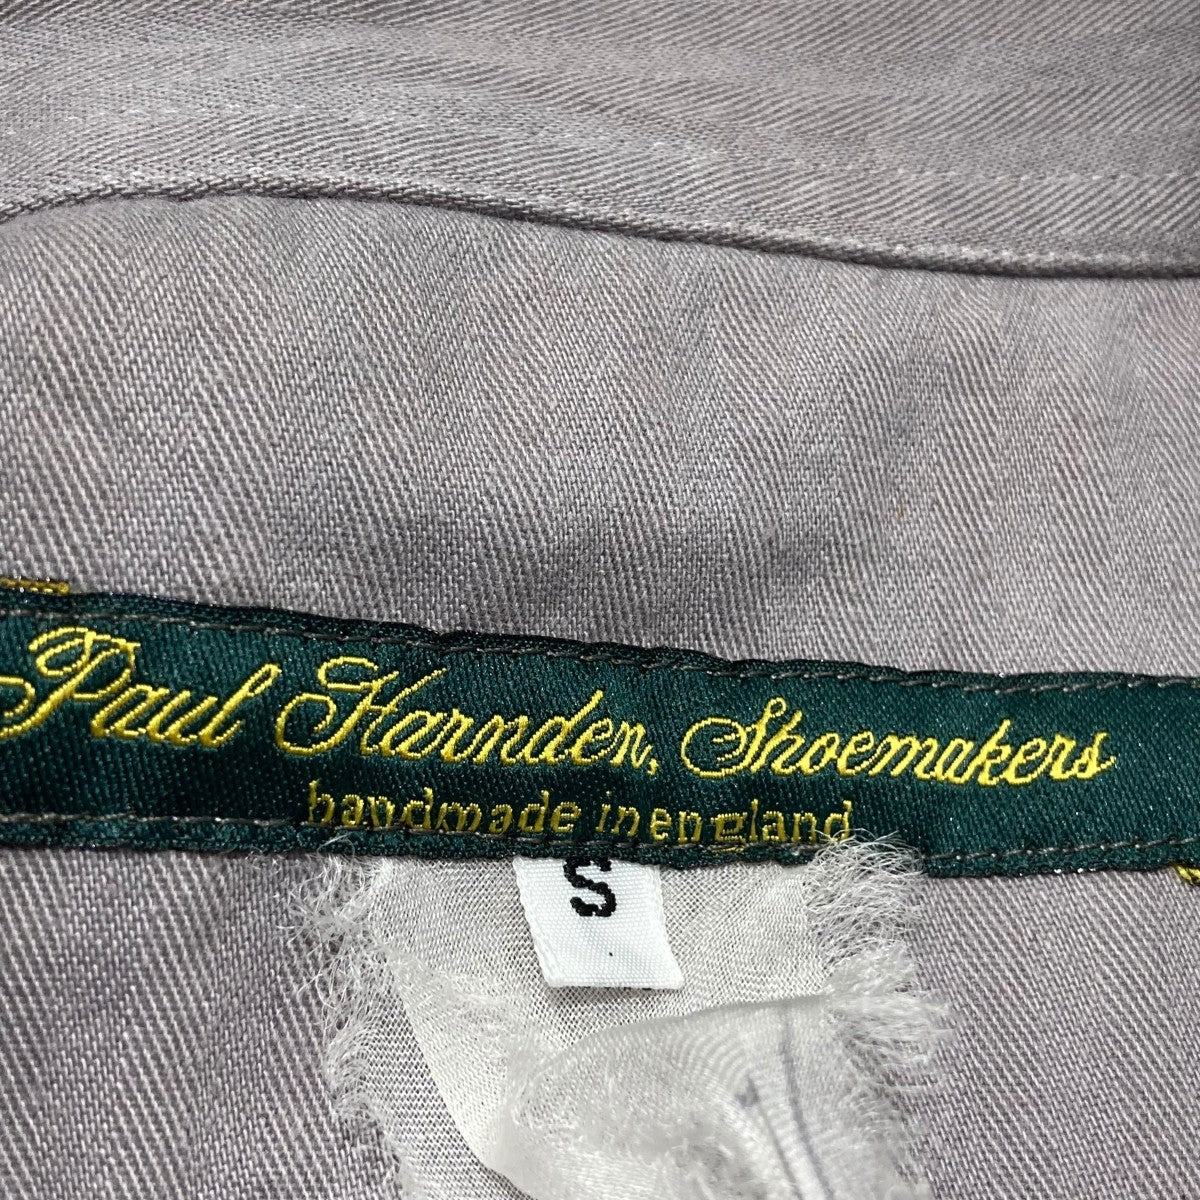 Paul Harnden, Shoemakers
handmade in england
S